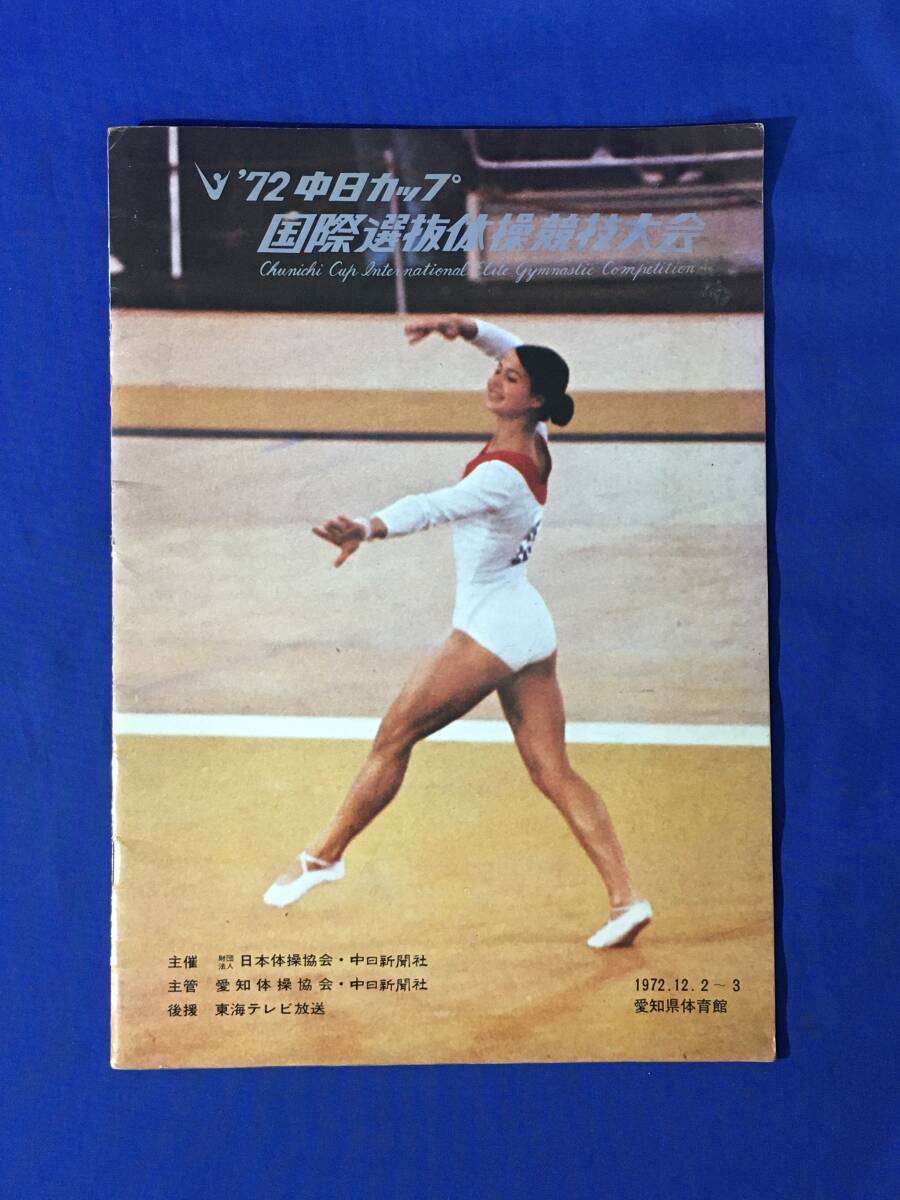 '72 中日カップ
国際選抜体操競技大会
Chunichi Cup International Elite Gymnastic Competition
主催 財団法人 日本体操協会・中日新聞社
主管 愛知体操協会・中日新聞社
後援 東海テレビ放送
1972.12.2～3
愛知県体育館